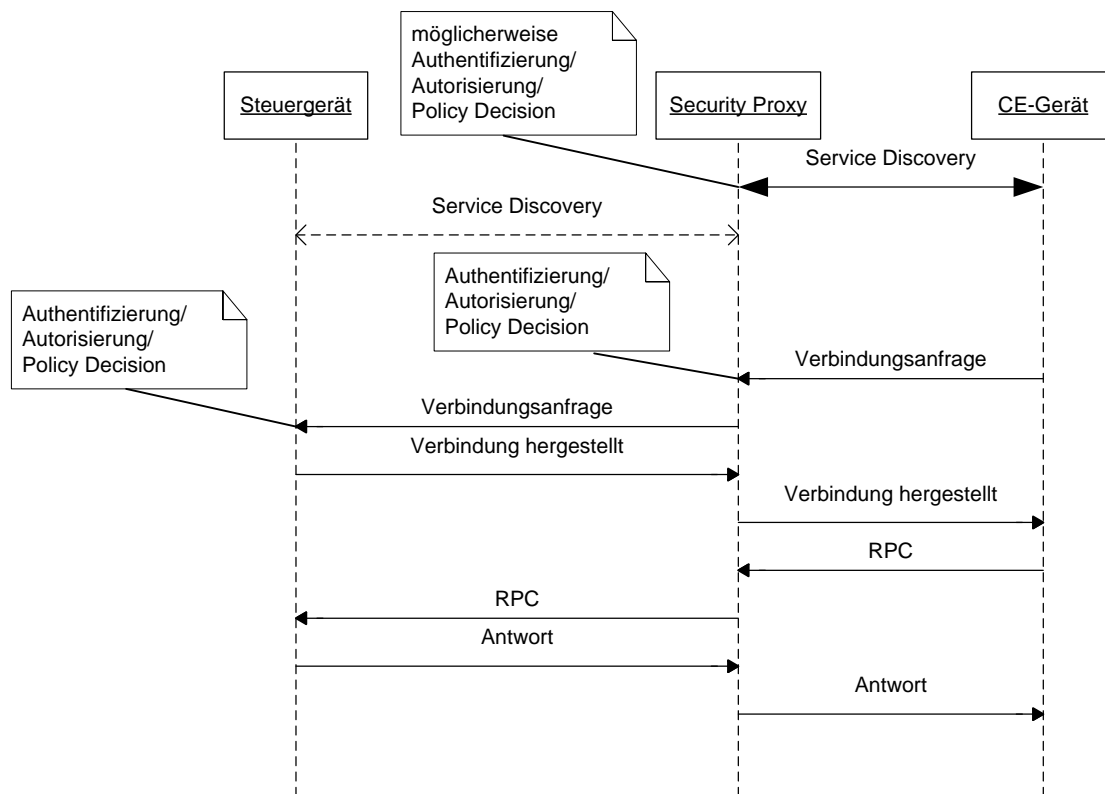 möglicherweise
Authentifizierung/
Autorisierung/
Policy Decision
Steuergerät
Security Proxy
CE-Gerät
Service Discovery
Service Discovery
Authentifizierung/
Autorisierung/
Policy Decision
Authentifizierung/
Autorisierung/
Policy Decision
Verbindungsanfrage
Verbindungsanfrage
Verbindung hergestellt
Verbindung hergestellt
RPC
RPC
Antwort
Antwort